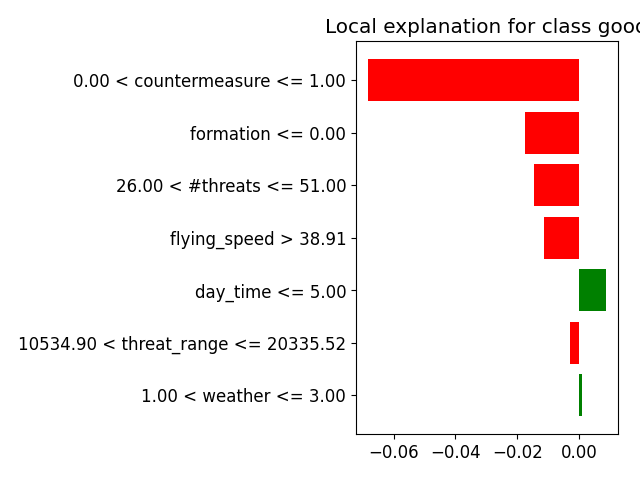 Local explanation for class good
0.00 < countermeasure <= 1.00
formation <= 0.00
26.00 < #threats <= 51.00
flying_speed > 38.91
day_time <= 5.00
10534.90 < threat_range <= 20335.52
1.00 < weather <= 3.00
−0.06 −0.04 −0.02 0.00